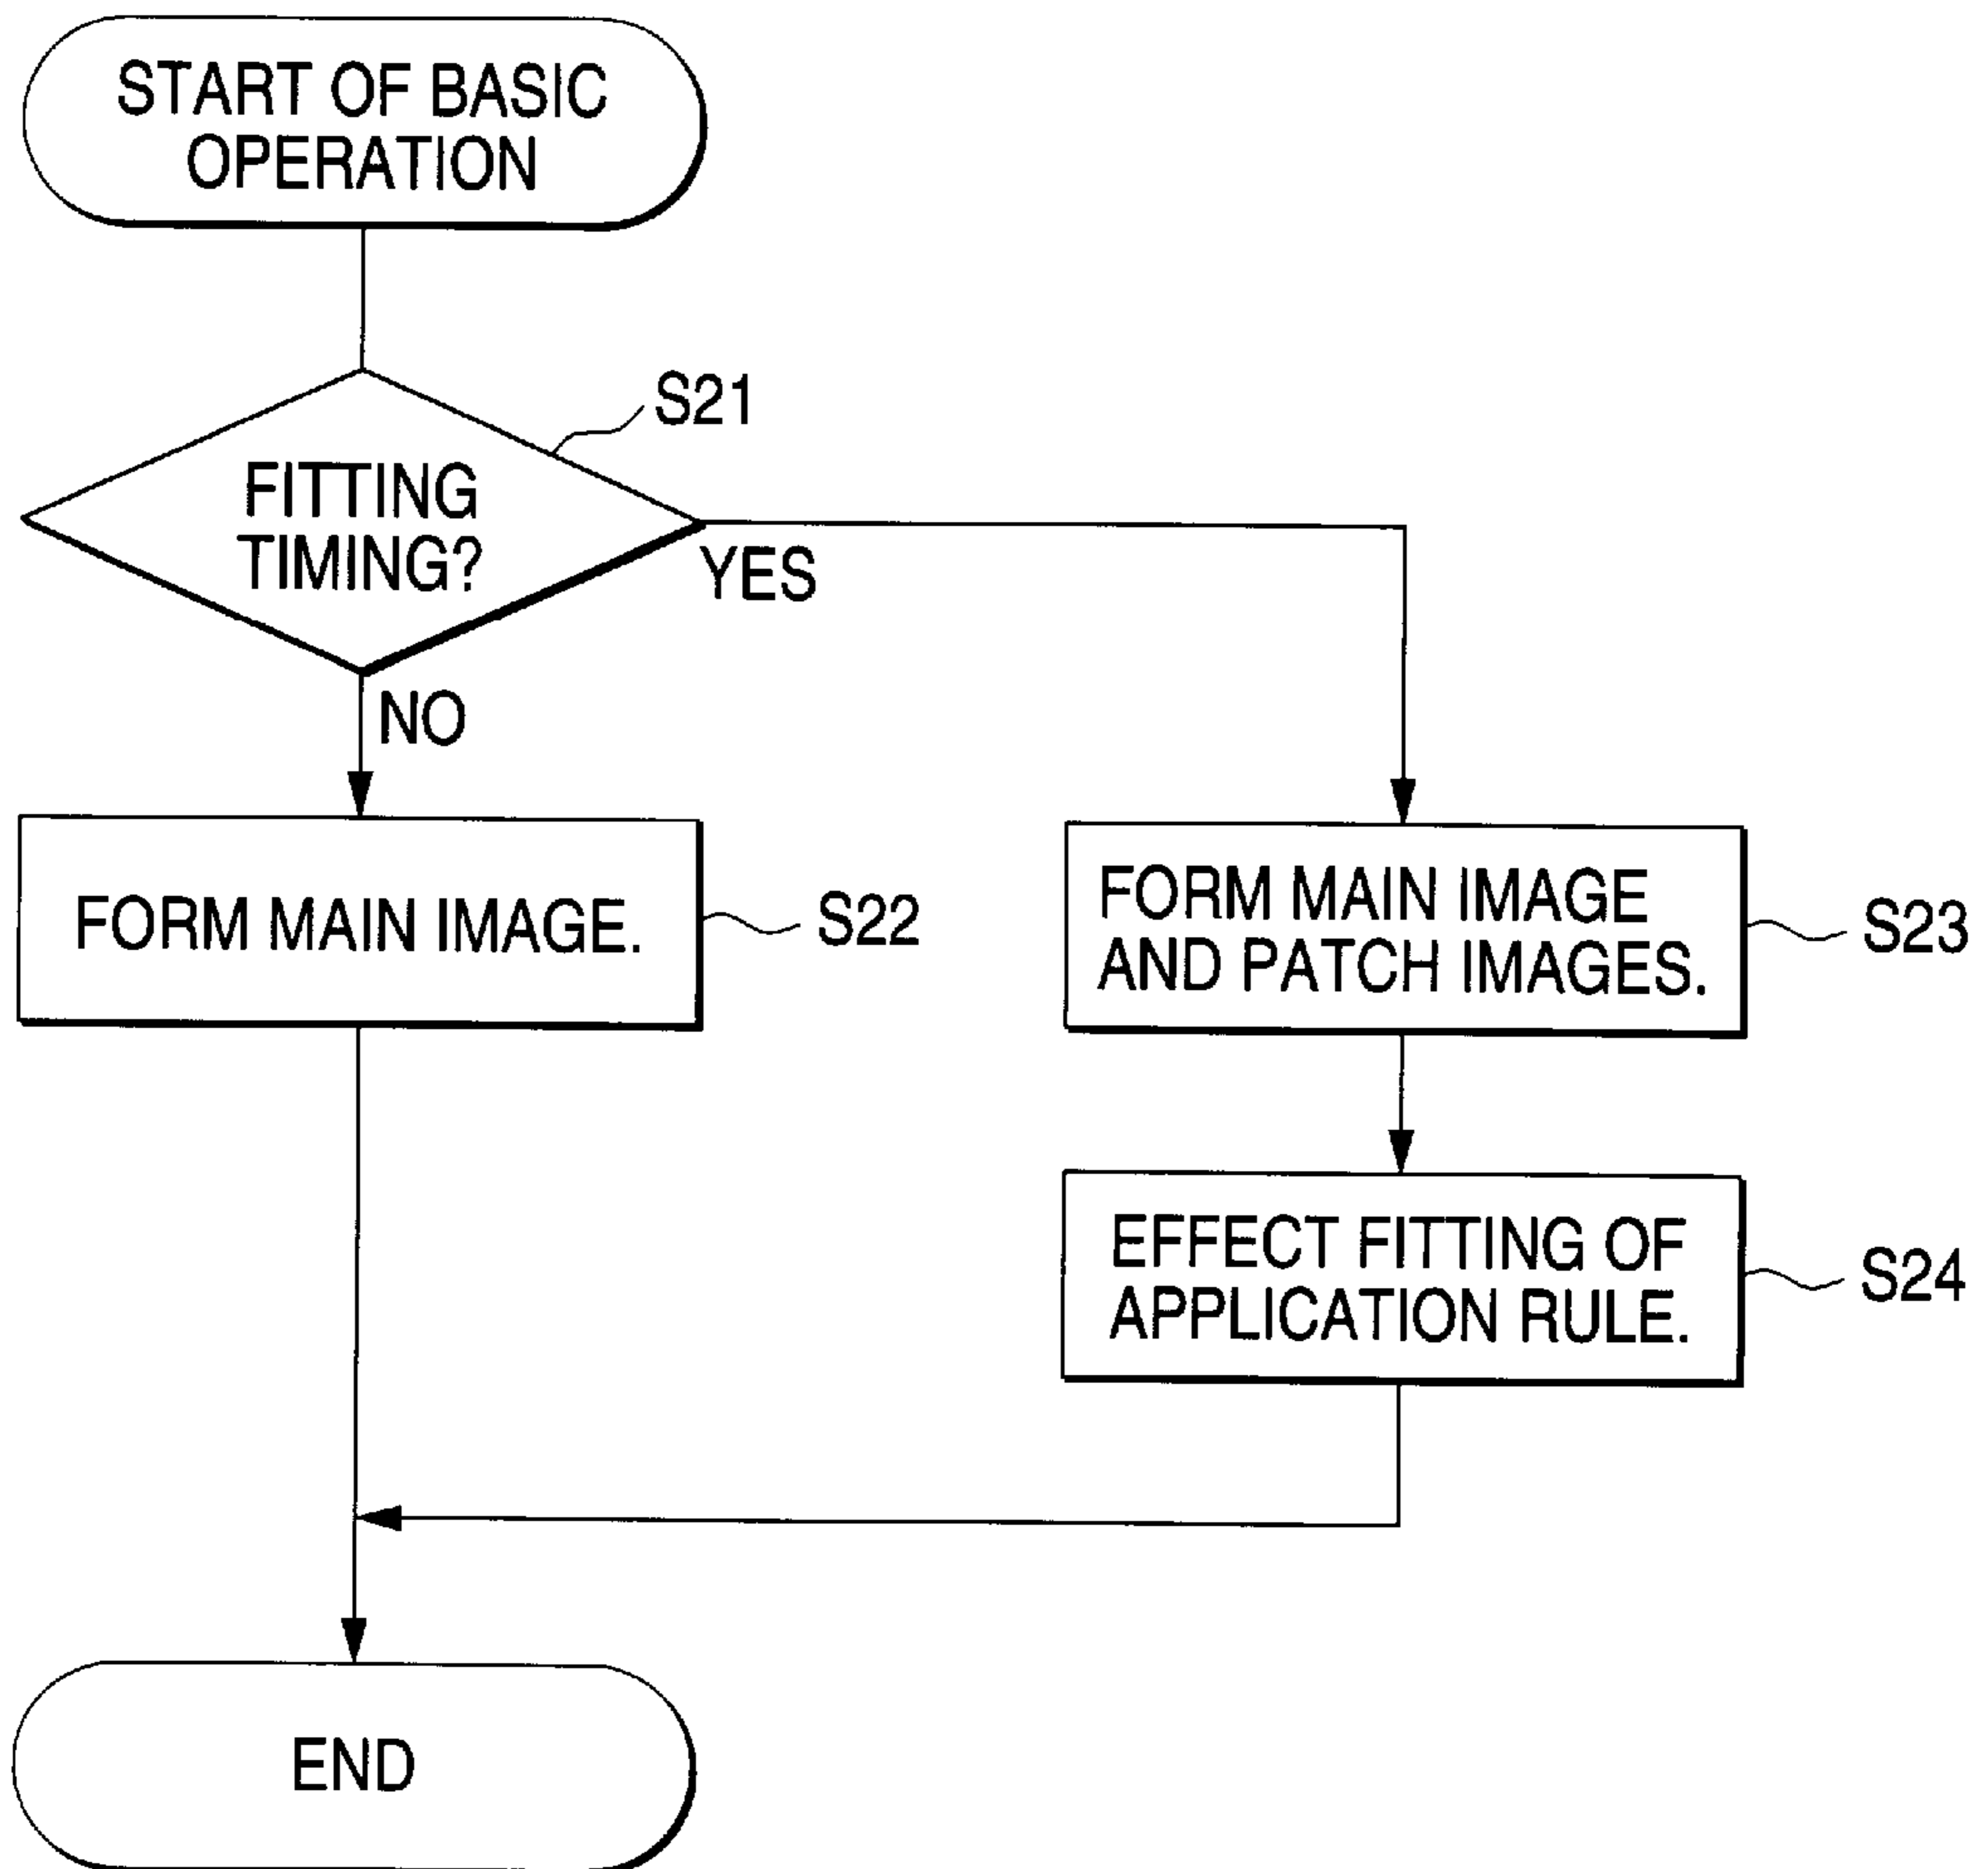 START OF BASIC
OPERATION
S21
FITTING
TIMING?
YES
NO
FORM MAIN IMAGE.
S22
FORM MAIN IMAGE
AND PATCH IMAGES.
S23
EFFECT FITTING OF
APPLICATION RULE.
S24
END